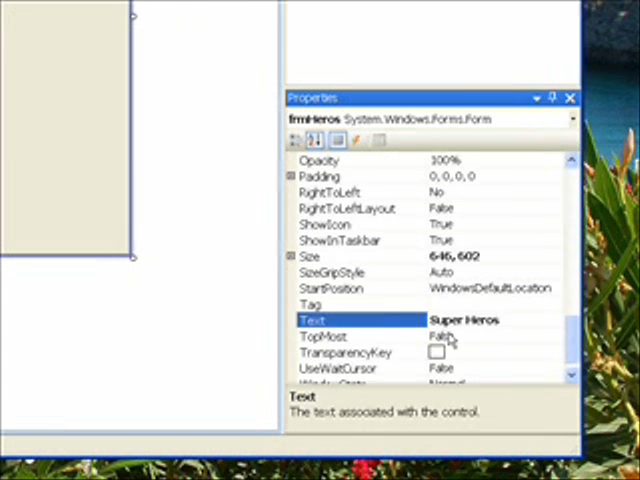 Properties
frmHeros System.Windows.Forms.Form
Opacity 100%
Padding 0, 0, 0, 0
RightToLeft No
RightToLeftLayout False
ShowIcon True
ShowInTaskbar True
Size 646, 602
SizeGripStyle Auto
StartPosition WindowsDefaultLocation
Tag
Text Super Heros
TopMost False
TransparencyKey
UseWaitCursor False
WindowState Normal
Text
The text associated with the control.